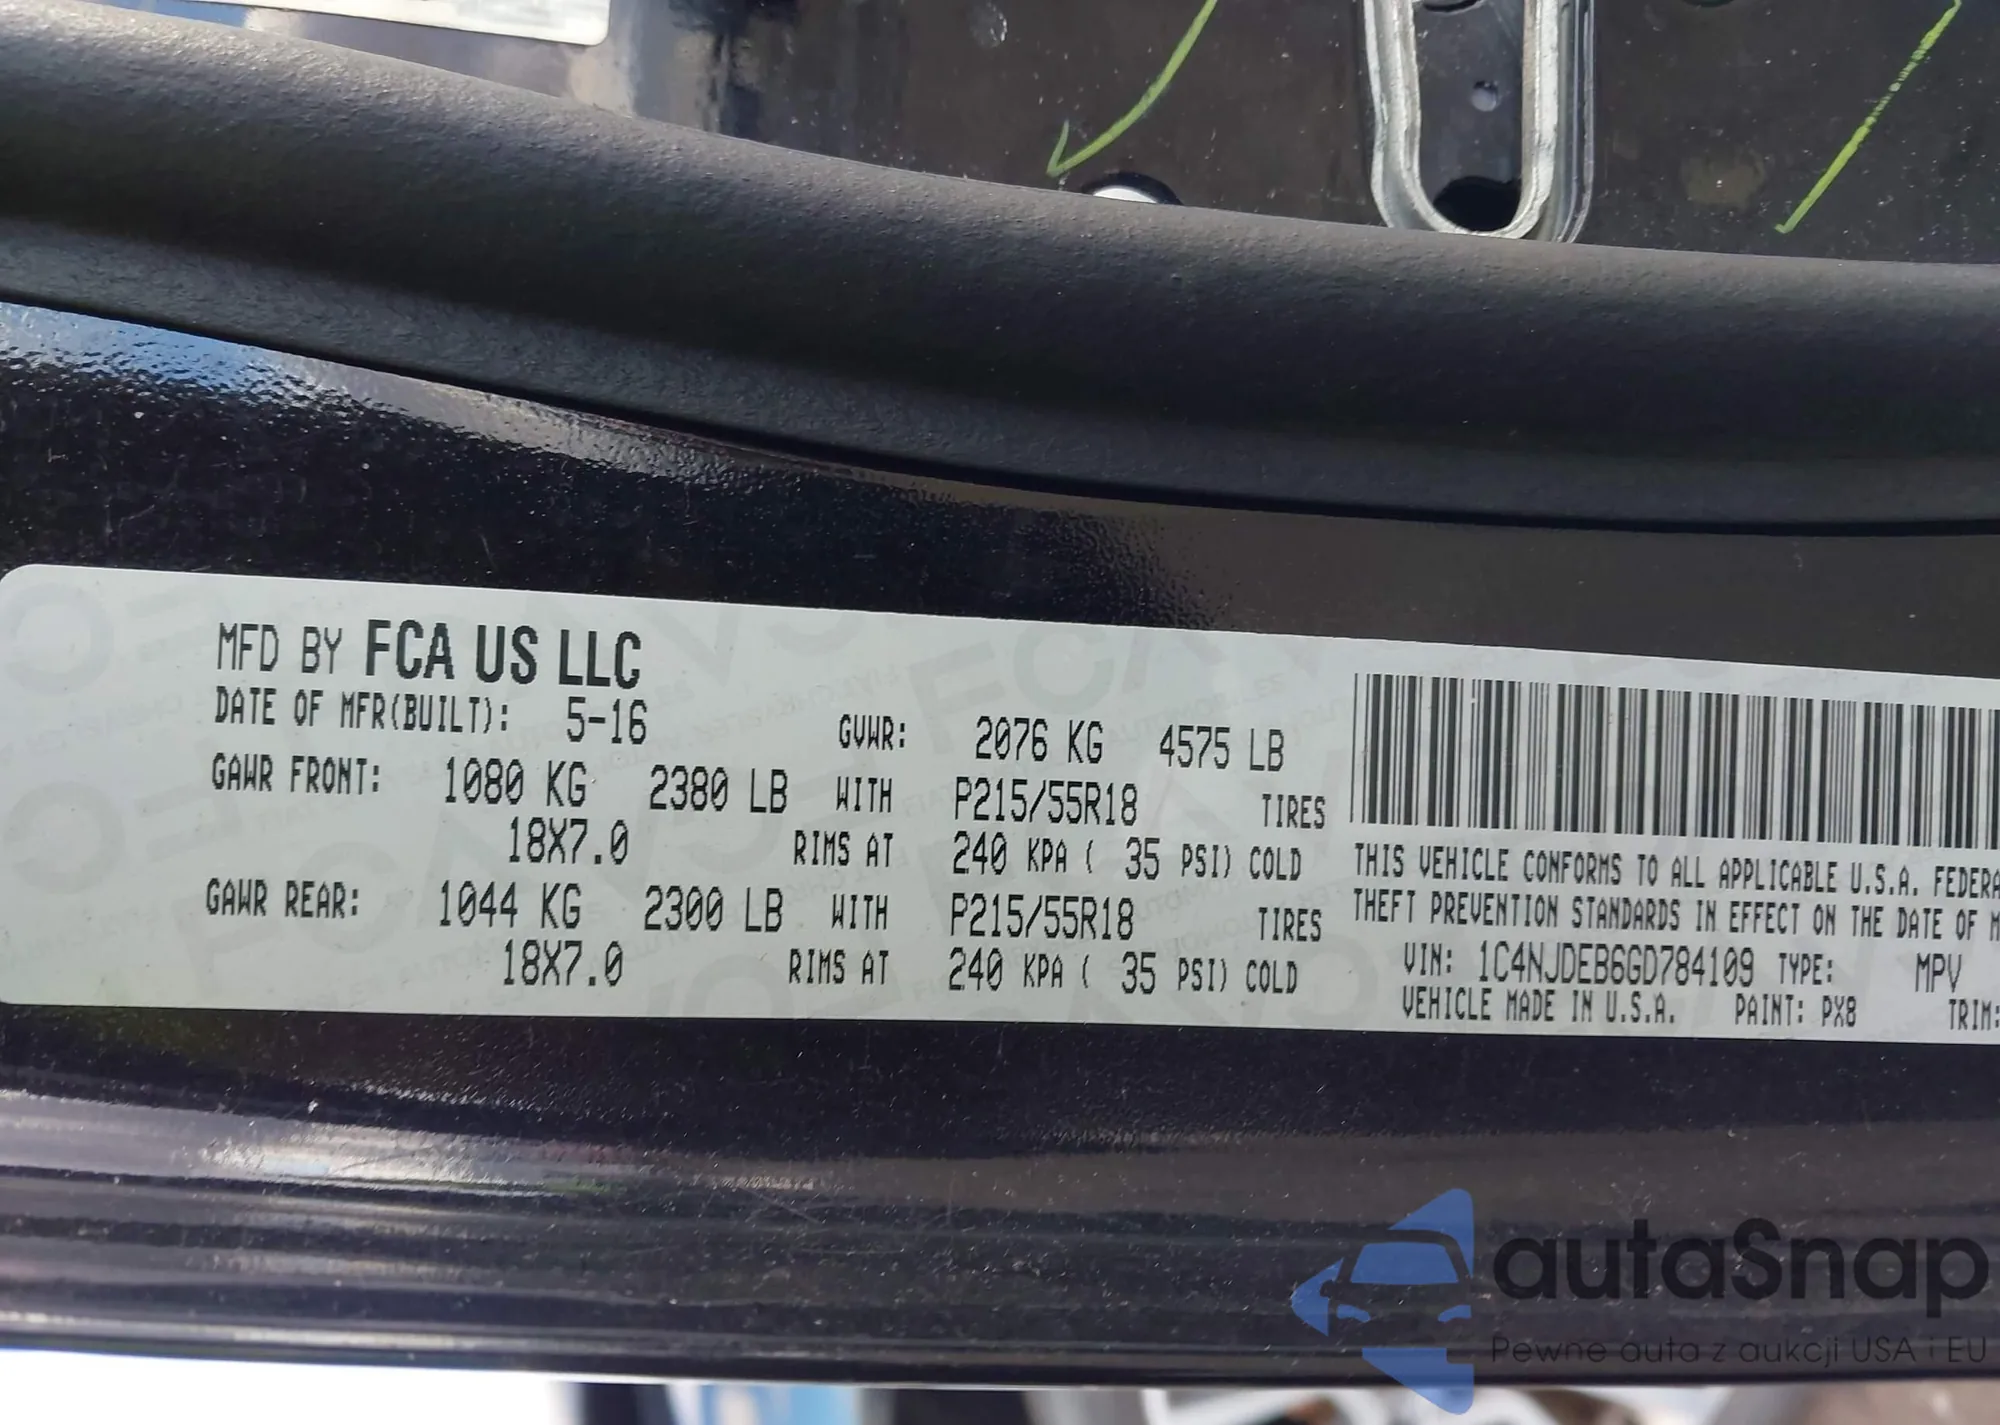 MFD BY FCA US LLC
DATE OF MFR(BUILT): 5-16 GVWR: 2076 KG 4575 LB
GAWR FRONT: 1080 KG 2380 LB WITH P215/55R18 TIRES
18X7.0 RIMS AT 240 KPA ( 35 PSI) COLD
GAWR REAR: 1044 KG 2300 LB WITH P215/55R18 TIRES
18X7.0 RIMS AT 240 KPA ( 35 PSI) COLD
THIS VEHICLE CONFORMS TO ALL APPLICABLE U.S.A. FEDERA
THEFT PREVENTION STANDARDS IN EFFECT ON THE DATE OF M
VIN: 1C4NJDEB6GD784109 TYPE: MPV
VEHICLE MADE IN U.S.A. PAINT: PX8 TRIM:
autaSnap
Pewne auta z aukcji USA i EU